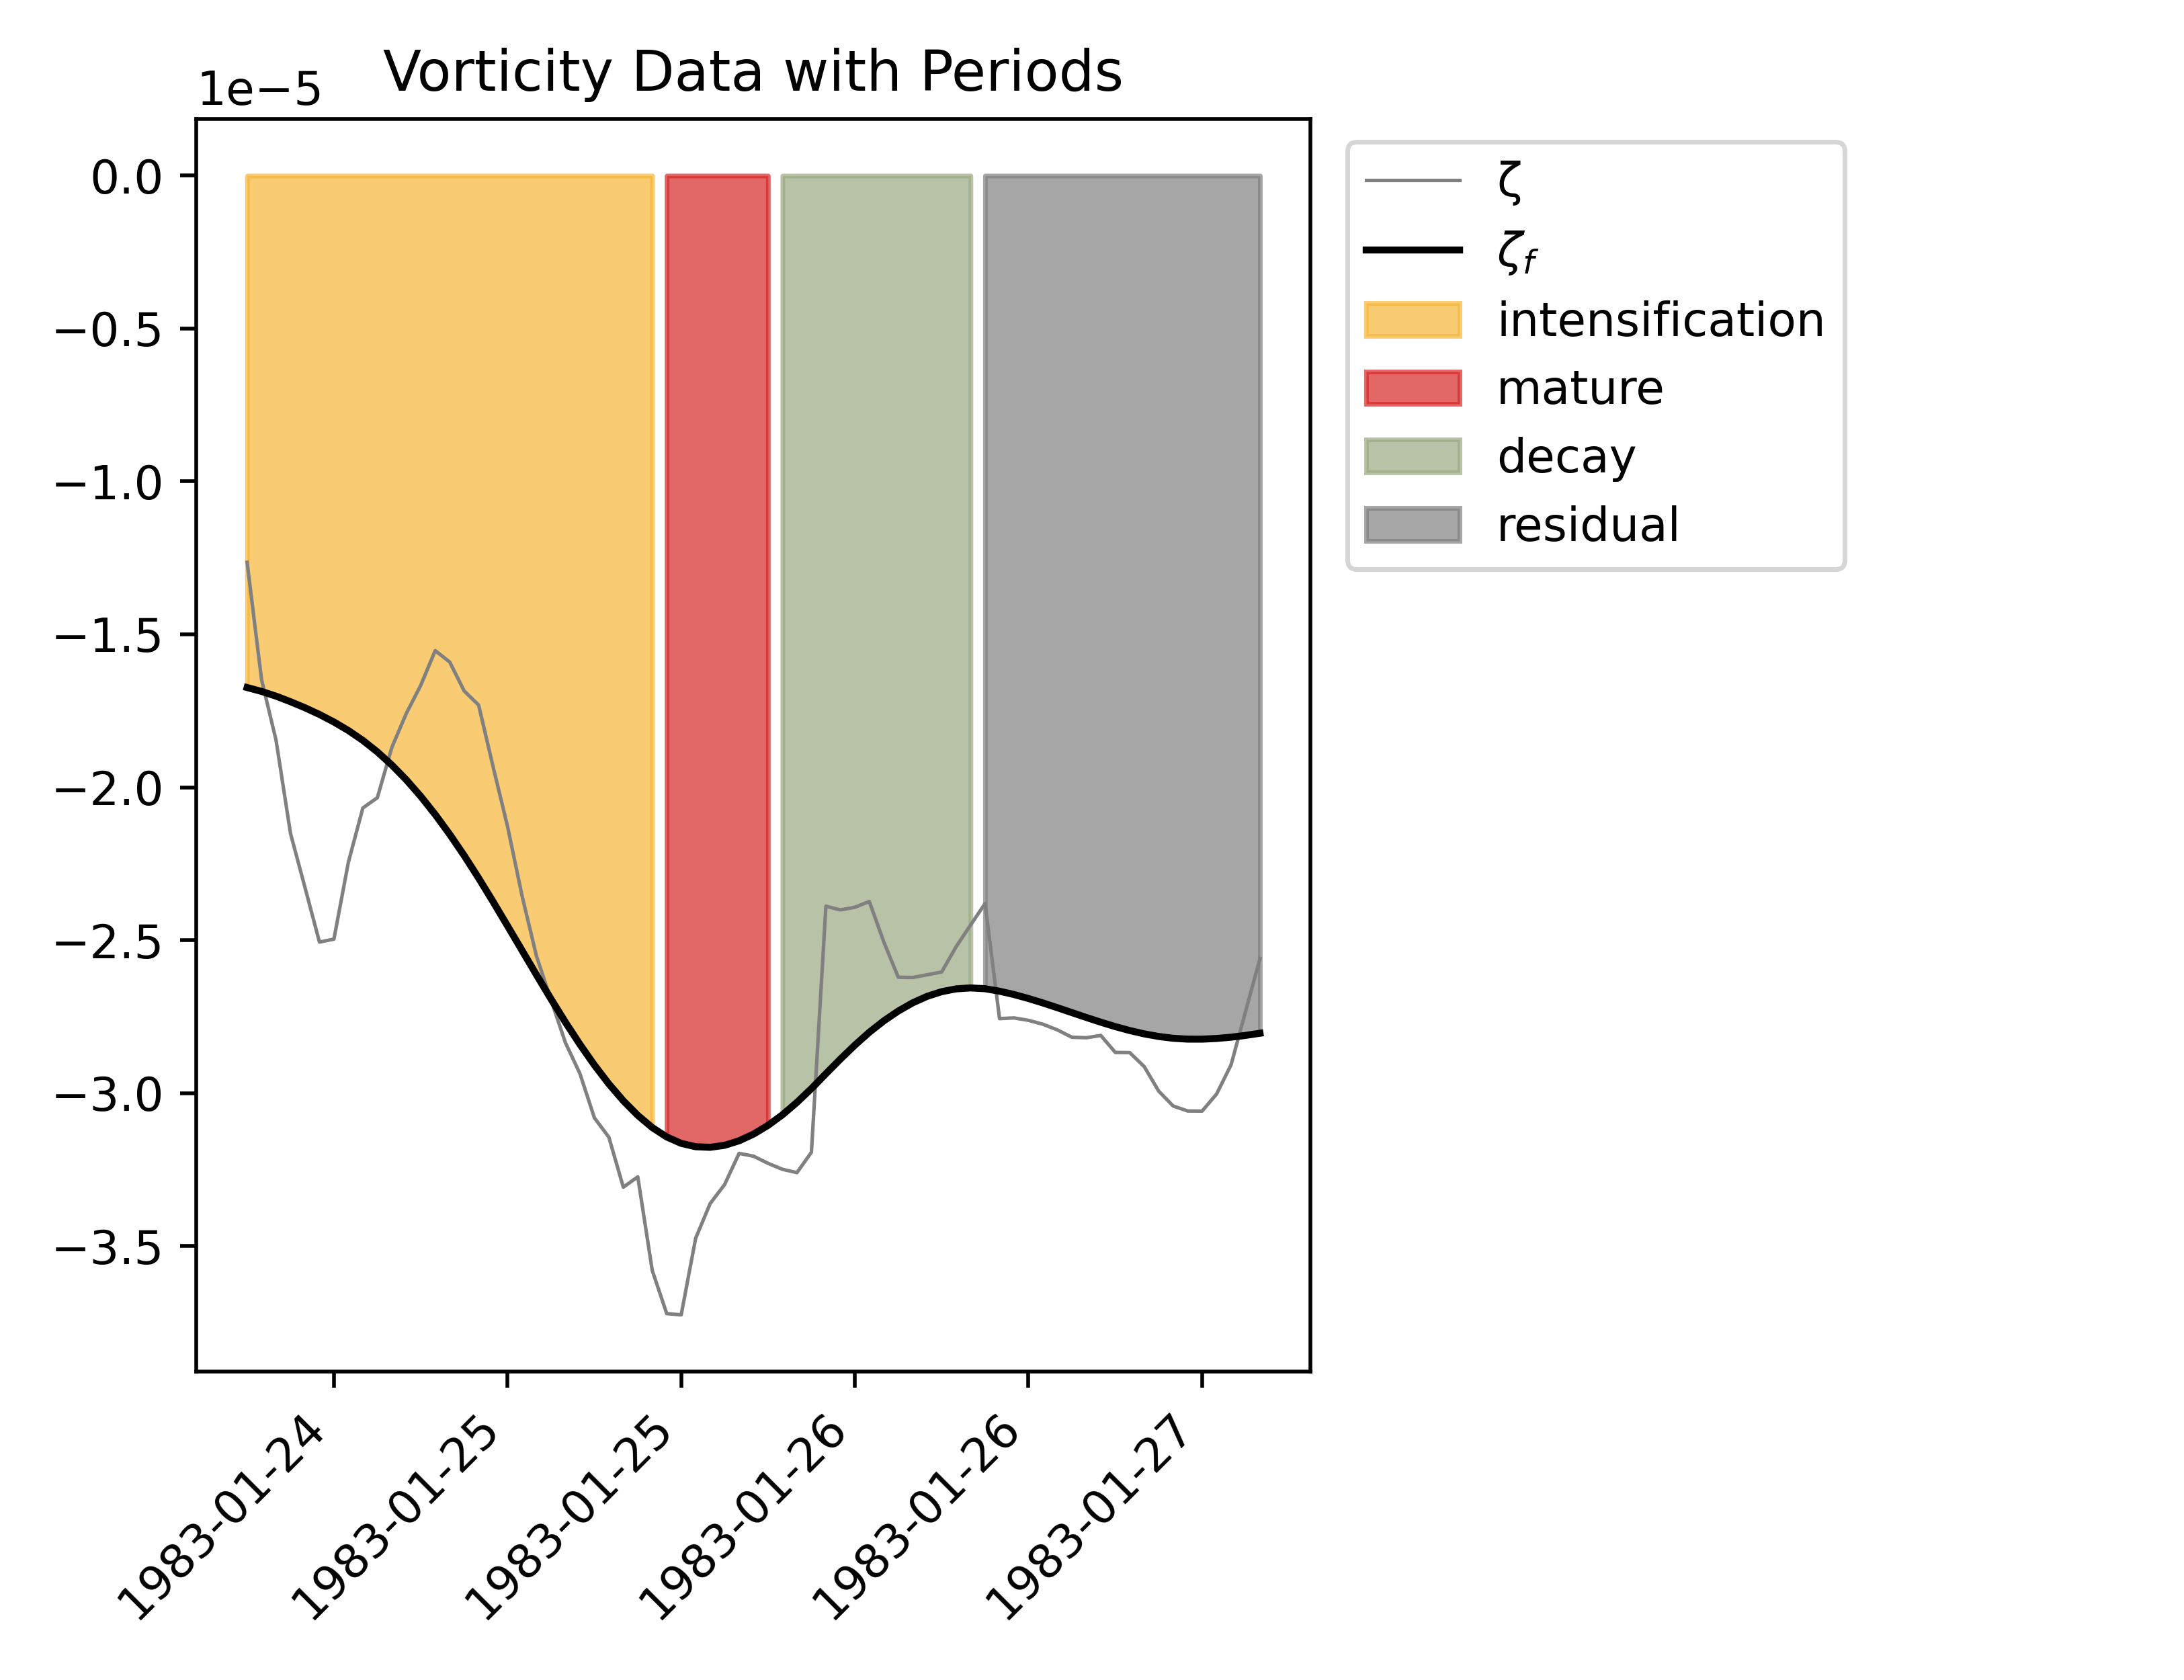 Vorticity Data with Periods
1e−5
0.0
−0.5
−1.0
−1.5
−2.0
−2.5
−3.0
−3.5
1983-01-24
1983-01-25
1983-01-25
1983-01-26
1983-01-26
1983-01-27
ζ
ζf
intensification
mature
decay
residual